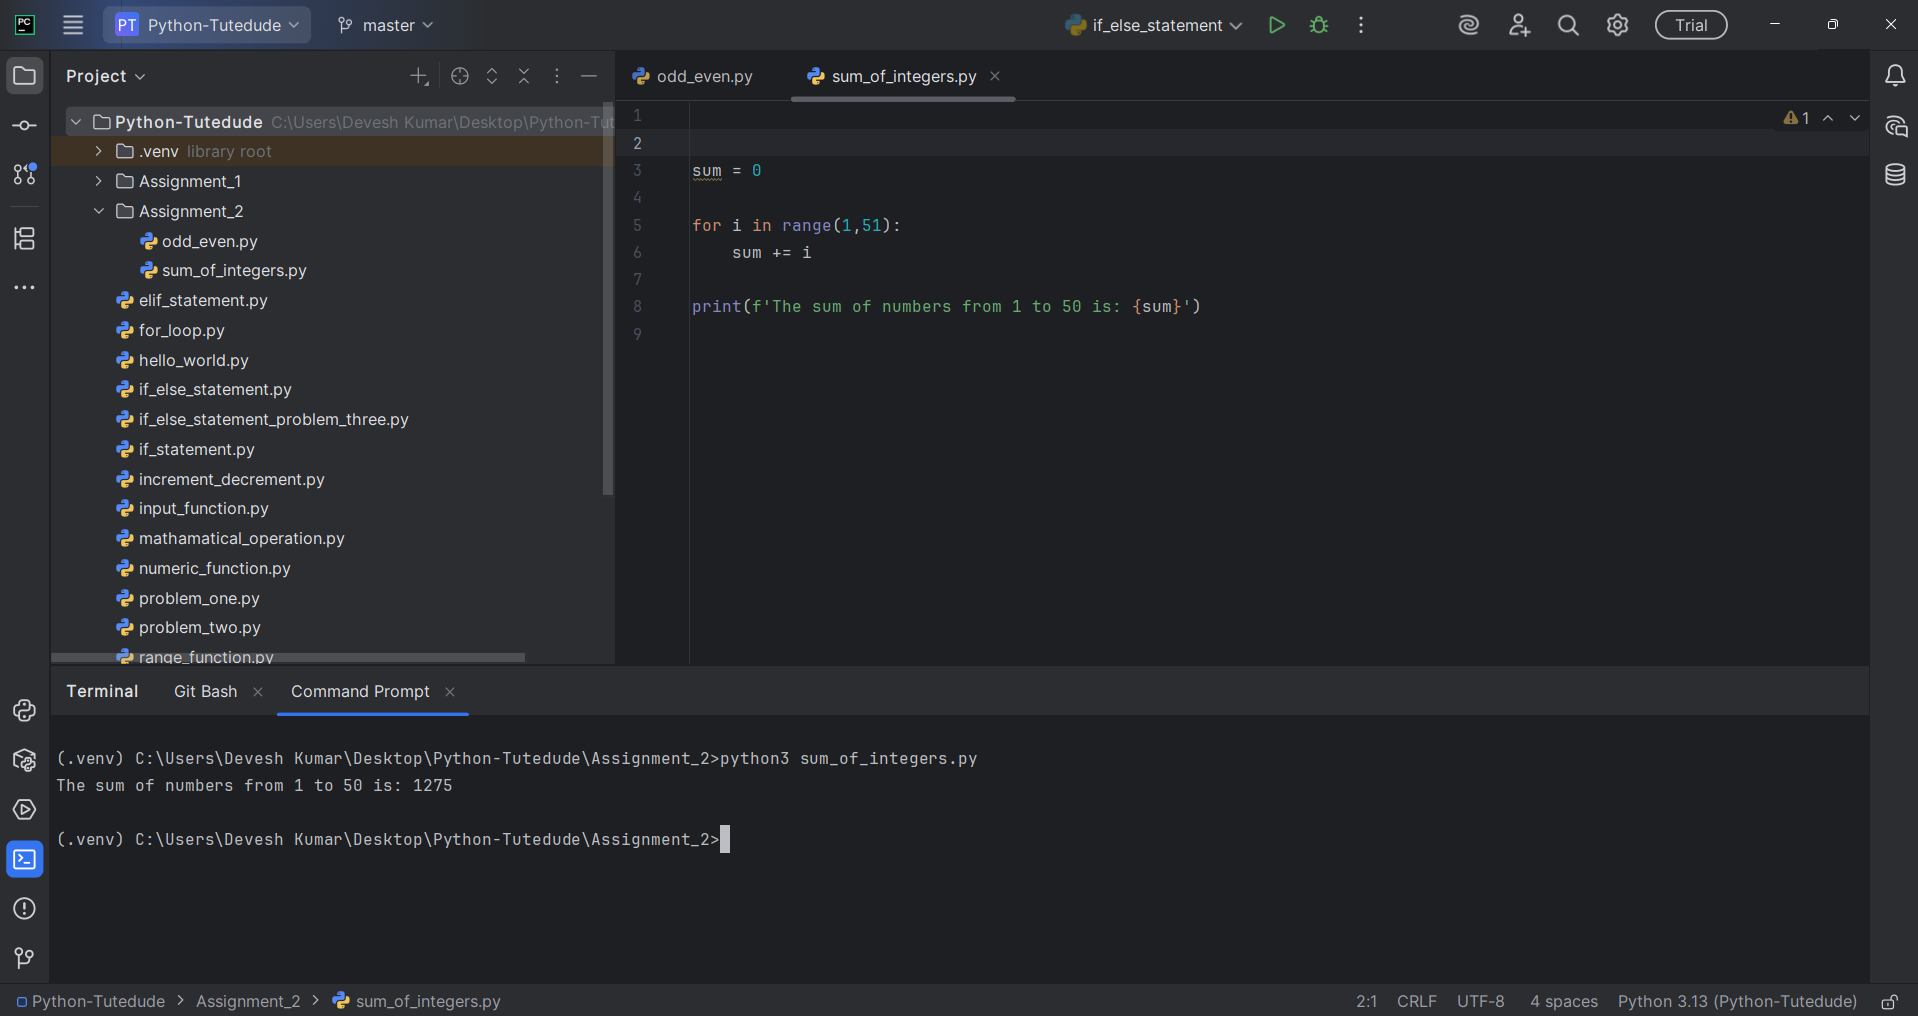 PC PT Python-Tutedude master if_else_statement Trial
Project
odd_even.py sum_of_integers.py
Python-Tutedude C:\Users\Devesh Kumar\Desktop\Python-Tut
.venv library root
Assignment_1
Assignment_2
odd_even.py
sum_of_integers.py
elif_statement.py
for_loop.py
hello_world.py
if_else_statement.py
if_else_statement_problem_three.py
if_statement.py
increment_decrement.py
input_function.py
mathamatical_operation.py
numeric_function.py
problem_one.py
problem_two.py
range_function.py
1
1
2
3 sum = 0
4
5 for i in range(1,51):
6 sum += i
7
8 print(f'The sum of numbers from 1 to 50 is: {sum}')
9
Terminal Git Bash Command Prompt
(.venv) C:\Users\Devesh Kumar\Desktop\Python-Tutedude\Assignment_2>python3 sum_of_integers.py
The sum of numbers from 1 to 50 is: 1275
(.venv) C:\Users\Devesh Kumar\Desktop\Python-Tutedude\Assignment_2>
Python-Tutedude > Assignment_2 > sum_of_integers.py 2:1 CRLF UTF-8 4 spaces Python 3.13 (Python-Tutedude)